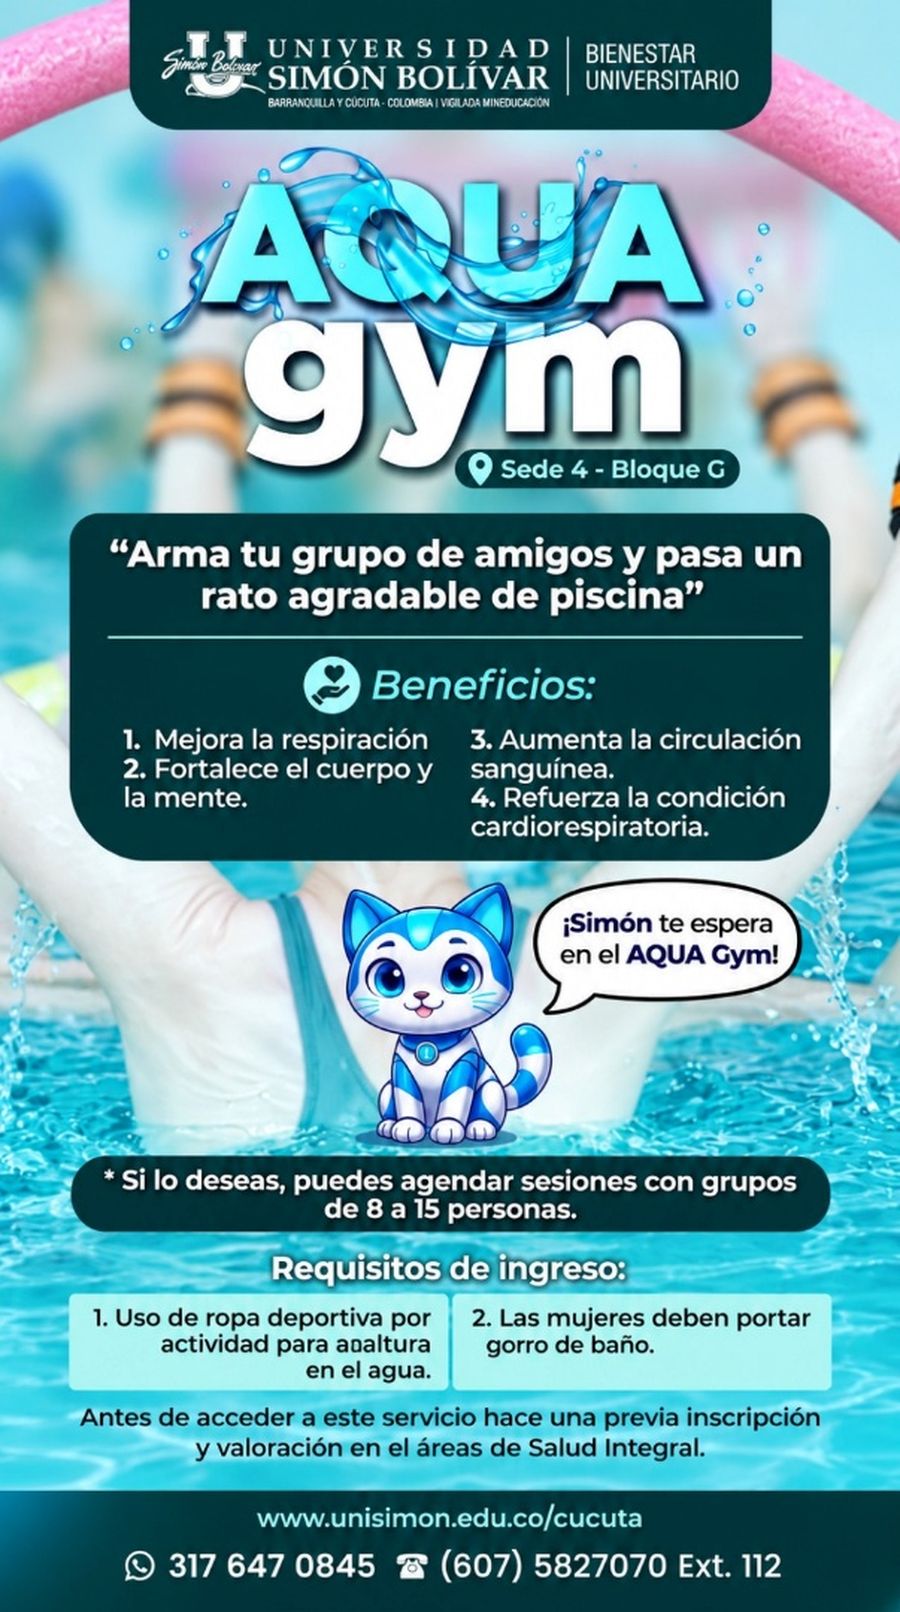 Simón Bolívar
UNIVERSIDAD
SIMÓN BOLÍVAR
BARRANQUILLA Y CÚCUTA - COLOMBIA | VIGILADA MINEDUCACIÓN
BIENESTAR
UNIVERSITARIO
AQUA
gym
Sede 4 - Bloque G
“Arma tu grupo de amigos y pasa un
rato agradable de piscina”
Beneficios:
1. Mejora la respiración
2. Fortalece el cuerpo y
la mente.
3. Aumenta la circulación
sanguínea.
4. Refuerza la condición
cardiorespiratoria.
¡Simón te espera
en el AQUA Gym!
* Si lo deseas, puedes agendar sesiones con grupos
de 8 a 15 personas.
Requisitos de ingreso:
1. Uso de ropa deportiva por
actividad para
en el agua.
2. Las mujeres deben portar
gorro de baño.
Antes de acceder a este servicio hace una previa inscripción
y valoración en el áreas de Salud Integral.
www.unisimon.edu.co/cucuta
317 647 0845 (607) 5827070 Ext. 112